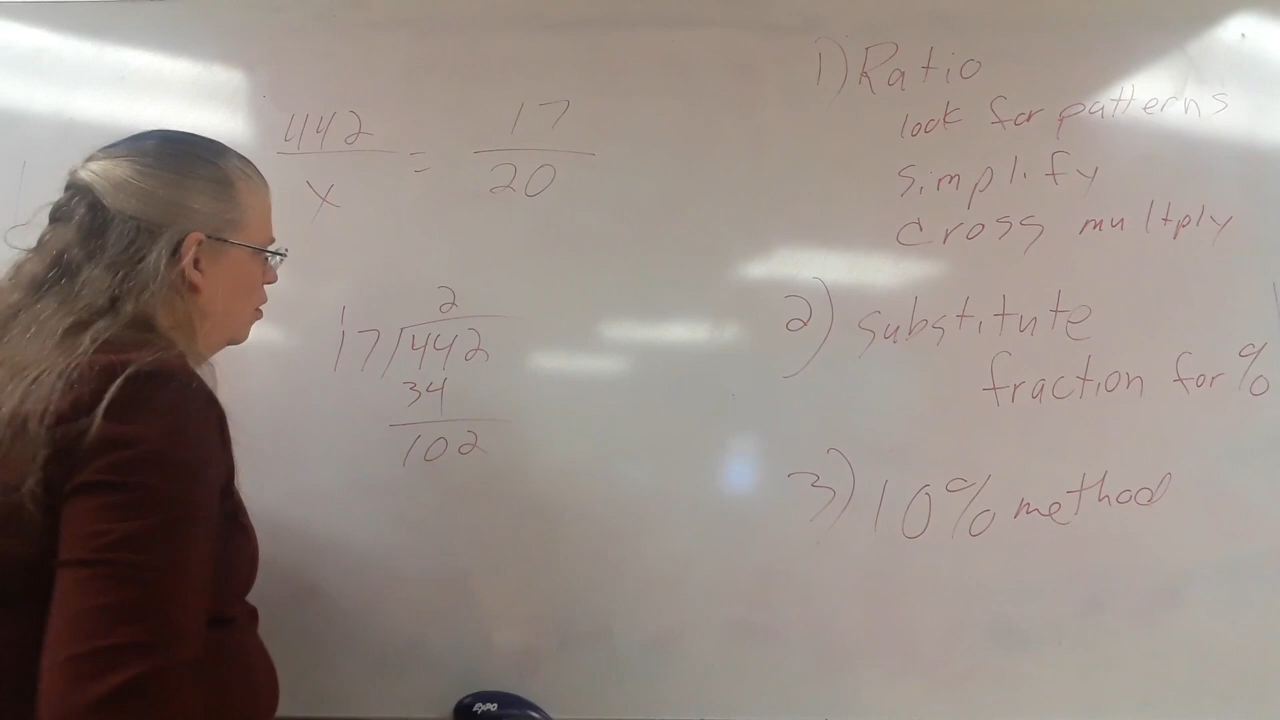 442 / x = 17 / 20
2
1
17)442
34
102
1) Ratio
look for patterns
simplify
cross multply
2) substitute
fraction for %
3) 10% method
EXPO